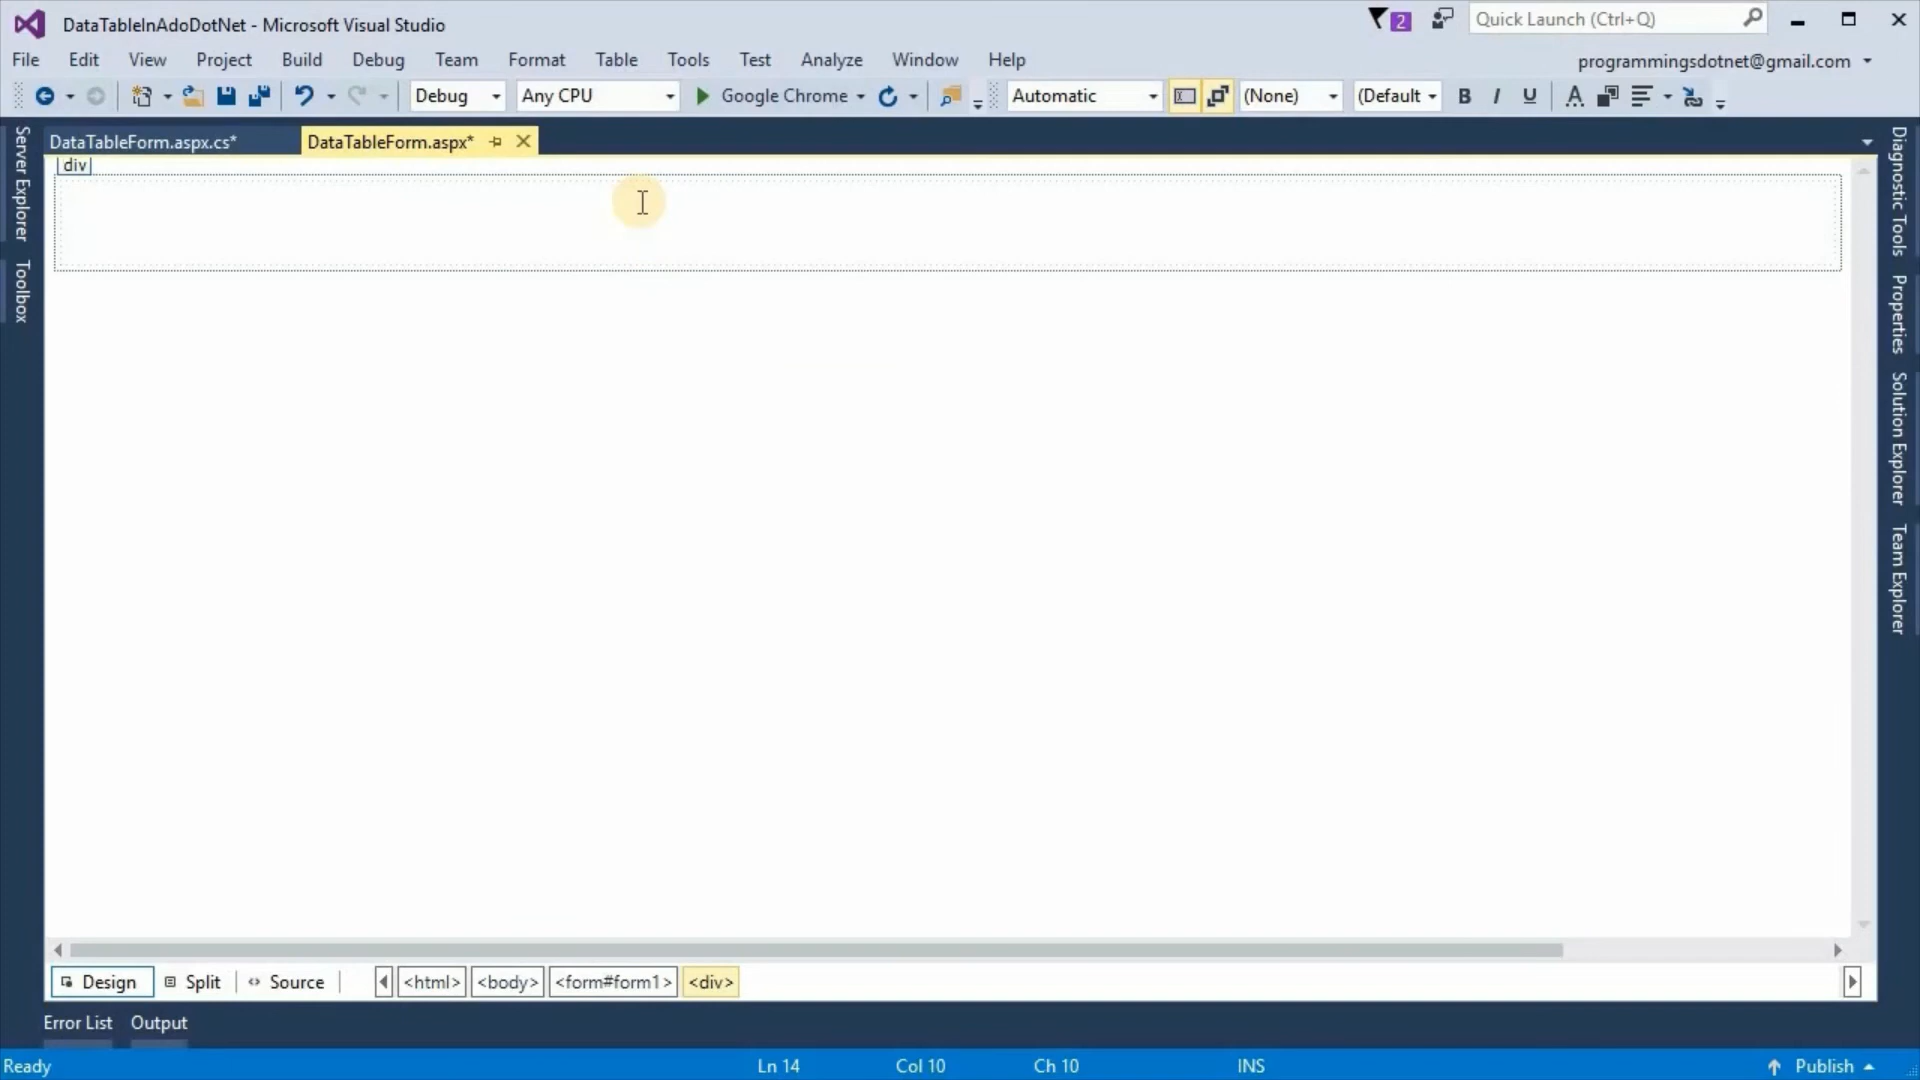 DataTableInAdoDotNet - Microsoft Visual Studio
2
Quick Launch (Ctrl+Q)
File Edit View Project Build Debug Team Format Table Tools Test Analyze Window Help
programmingsdotnet@gmail.com
Debug Any CPU Google Chrome Automatic (None) (Default B I U A
DataTableForm.aspx.cs* DataTableForm.aspx*
div
Server Explorer
Toolbox
Diagnostic Tools
Properties
Solution Explorer
Team Explorer
Design Split Source <html> <body> <form#form1> <div>
Error List Output
Ready Ln 14 Col 10 Ch 10 INS Publish